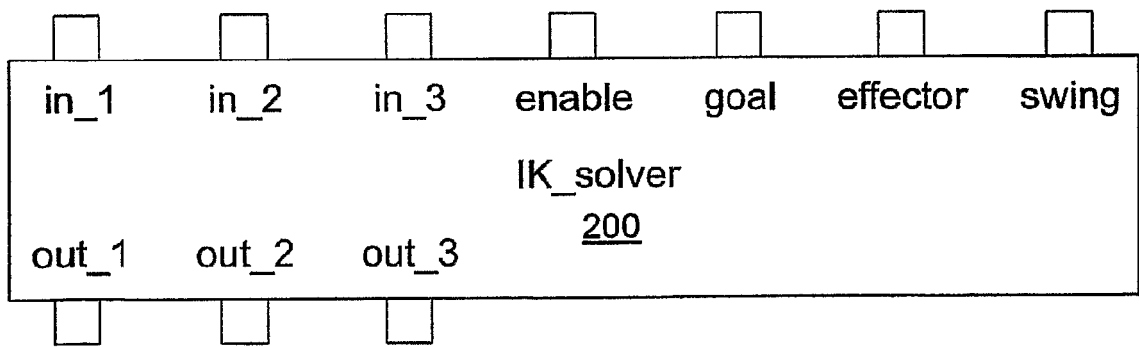 in_1 in_2 in_3 enable goal effector swing
IK_solver
200
out_1 out_2 out_3